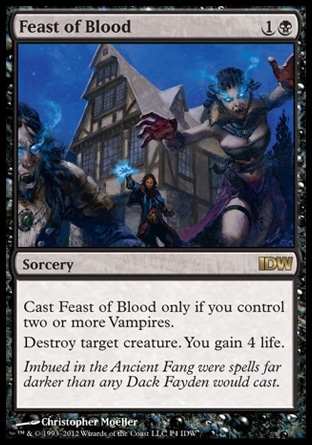 Feast of Blood 1
Sorcery IDW
Cast Feast of Blood only if you control
two or more Vampires.
Destroy target creature. You gain 4 life.
Imbued in the Ancient Fang were spells far
darker than any Dack Fayden would cast.
Christopher Moeller
™ & © 1993–2012 Wizards of the Coast LLC P4 IDW